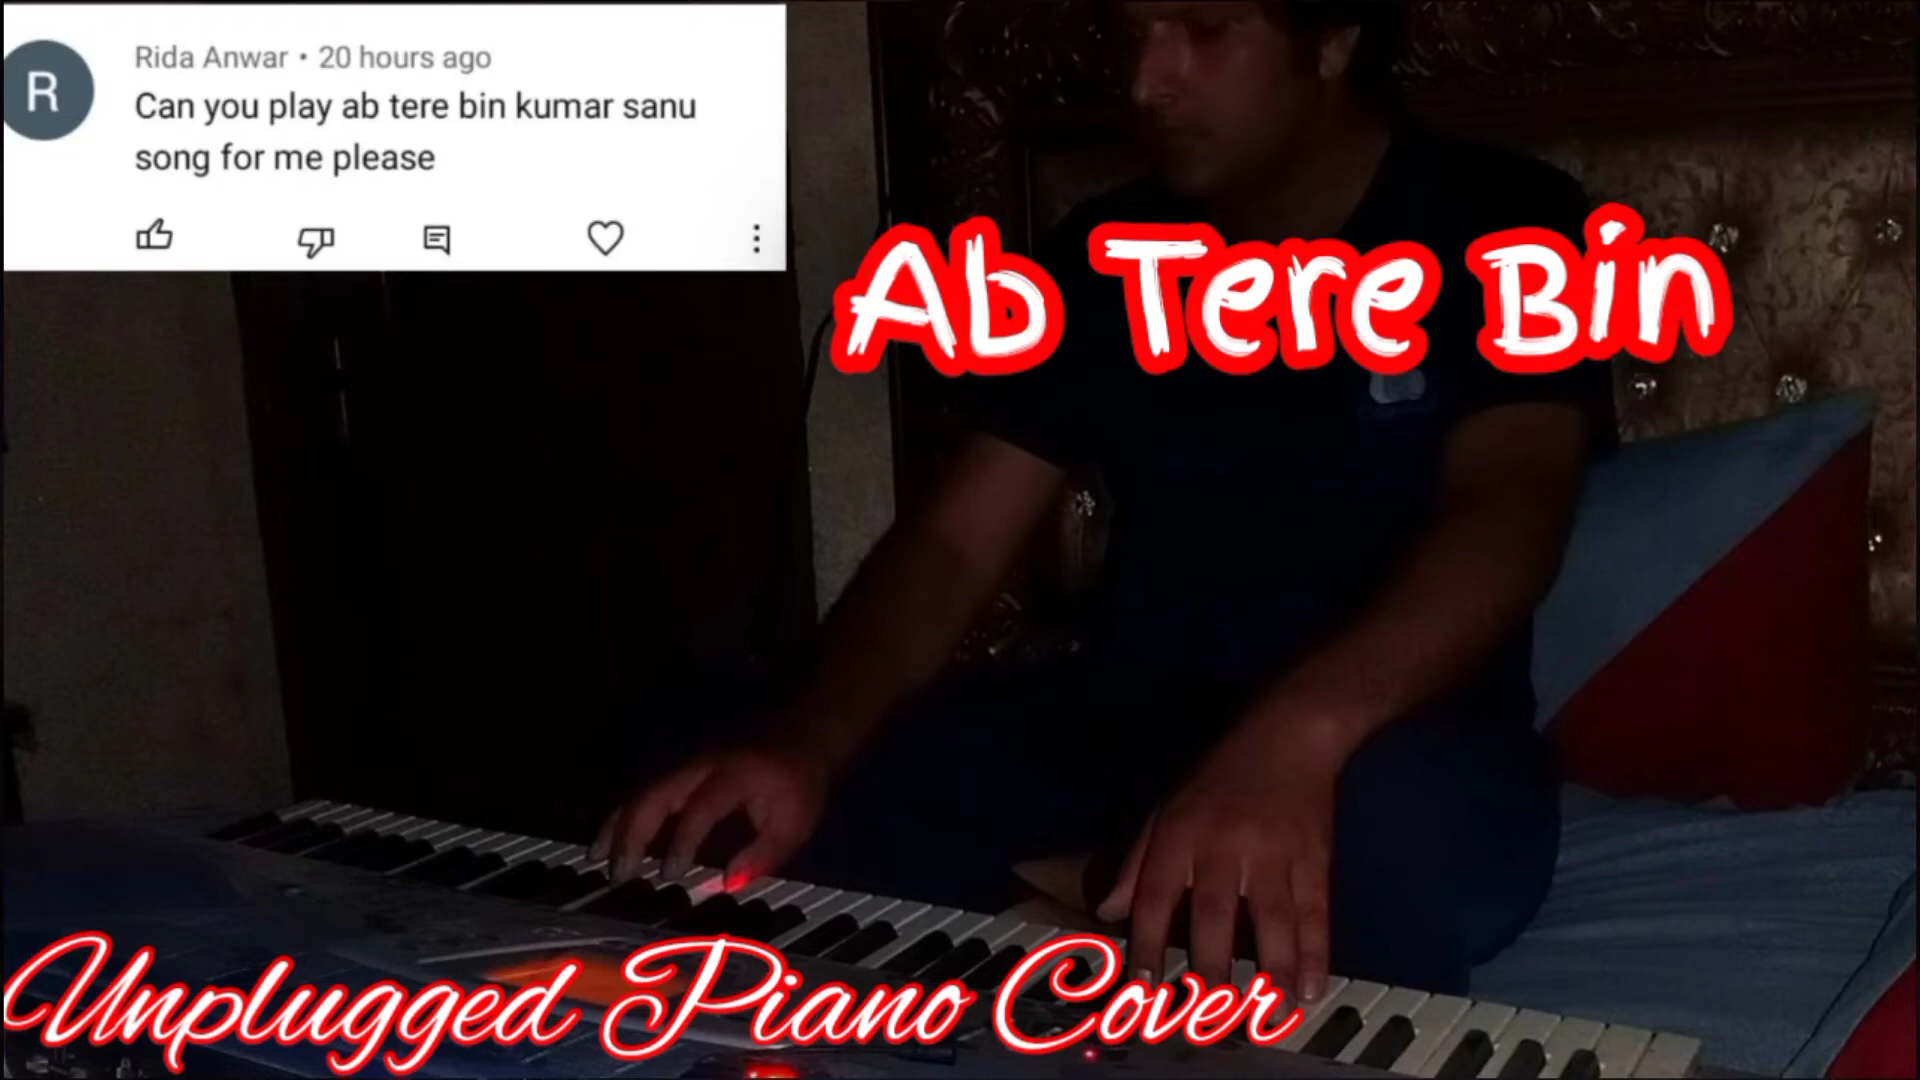 R
Rida Anwar • 20 hours ago
Can you play ab tere bin kumar sanu
song for me please
Ab Tere Bin
Unplugged Piano Cover